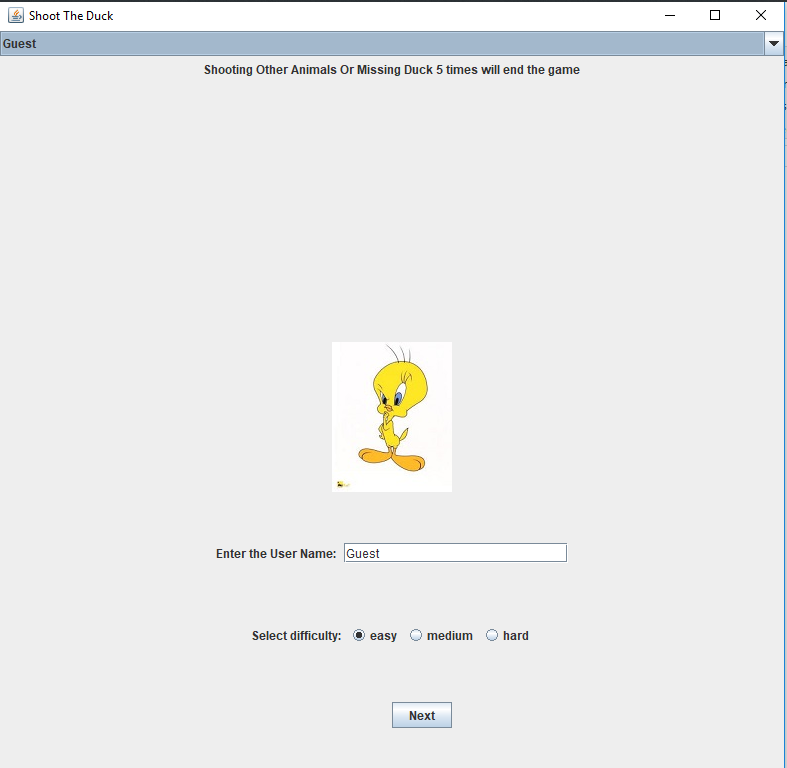 Shoot The Duck
Guest
Shooting Other Animals Or Missing Duck 5 times will end the game
Enter the User Name: Guest
Select difficulty: easy medium hard
Next